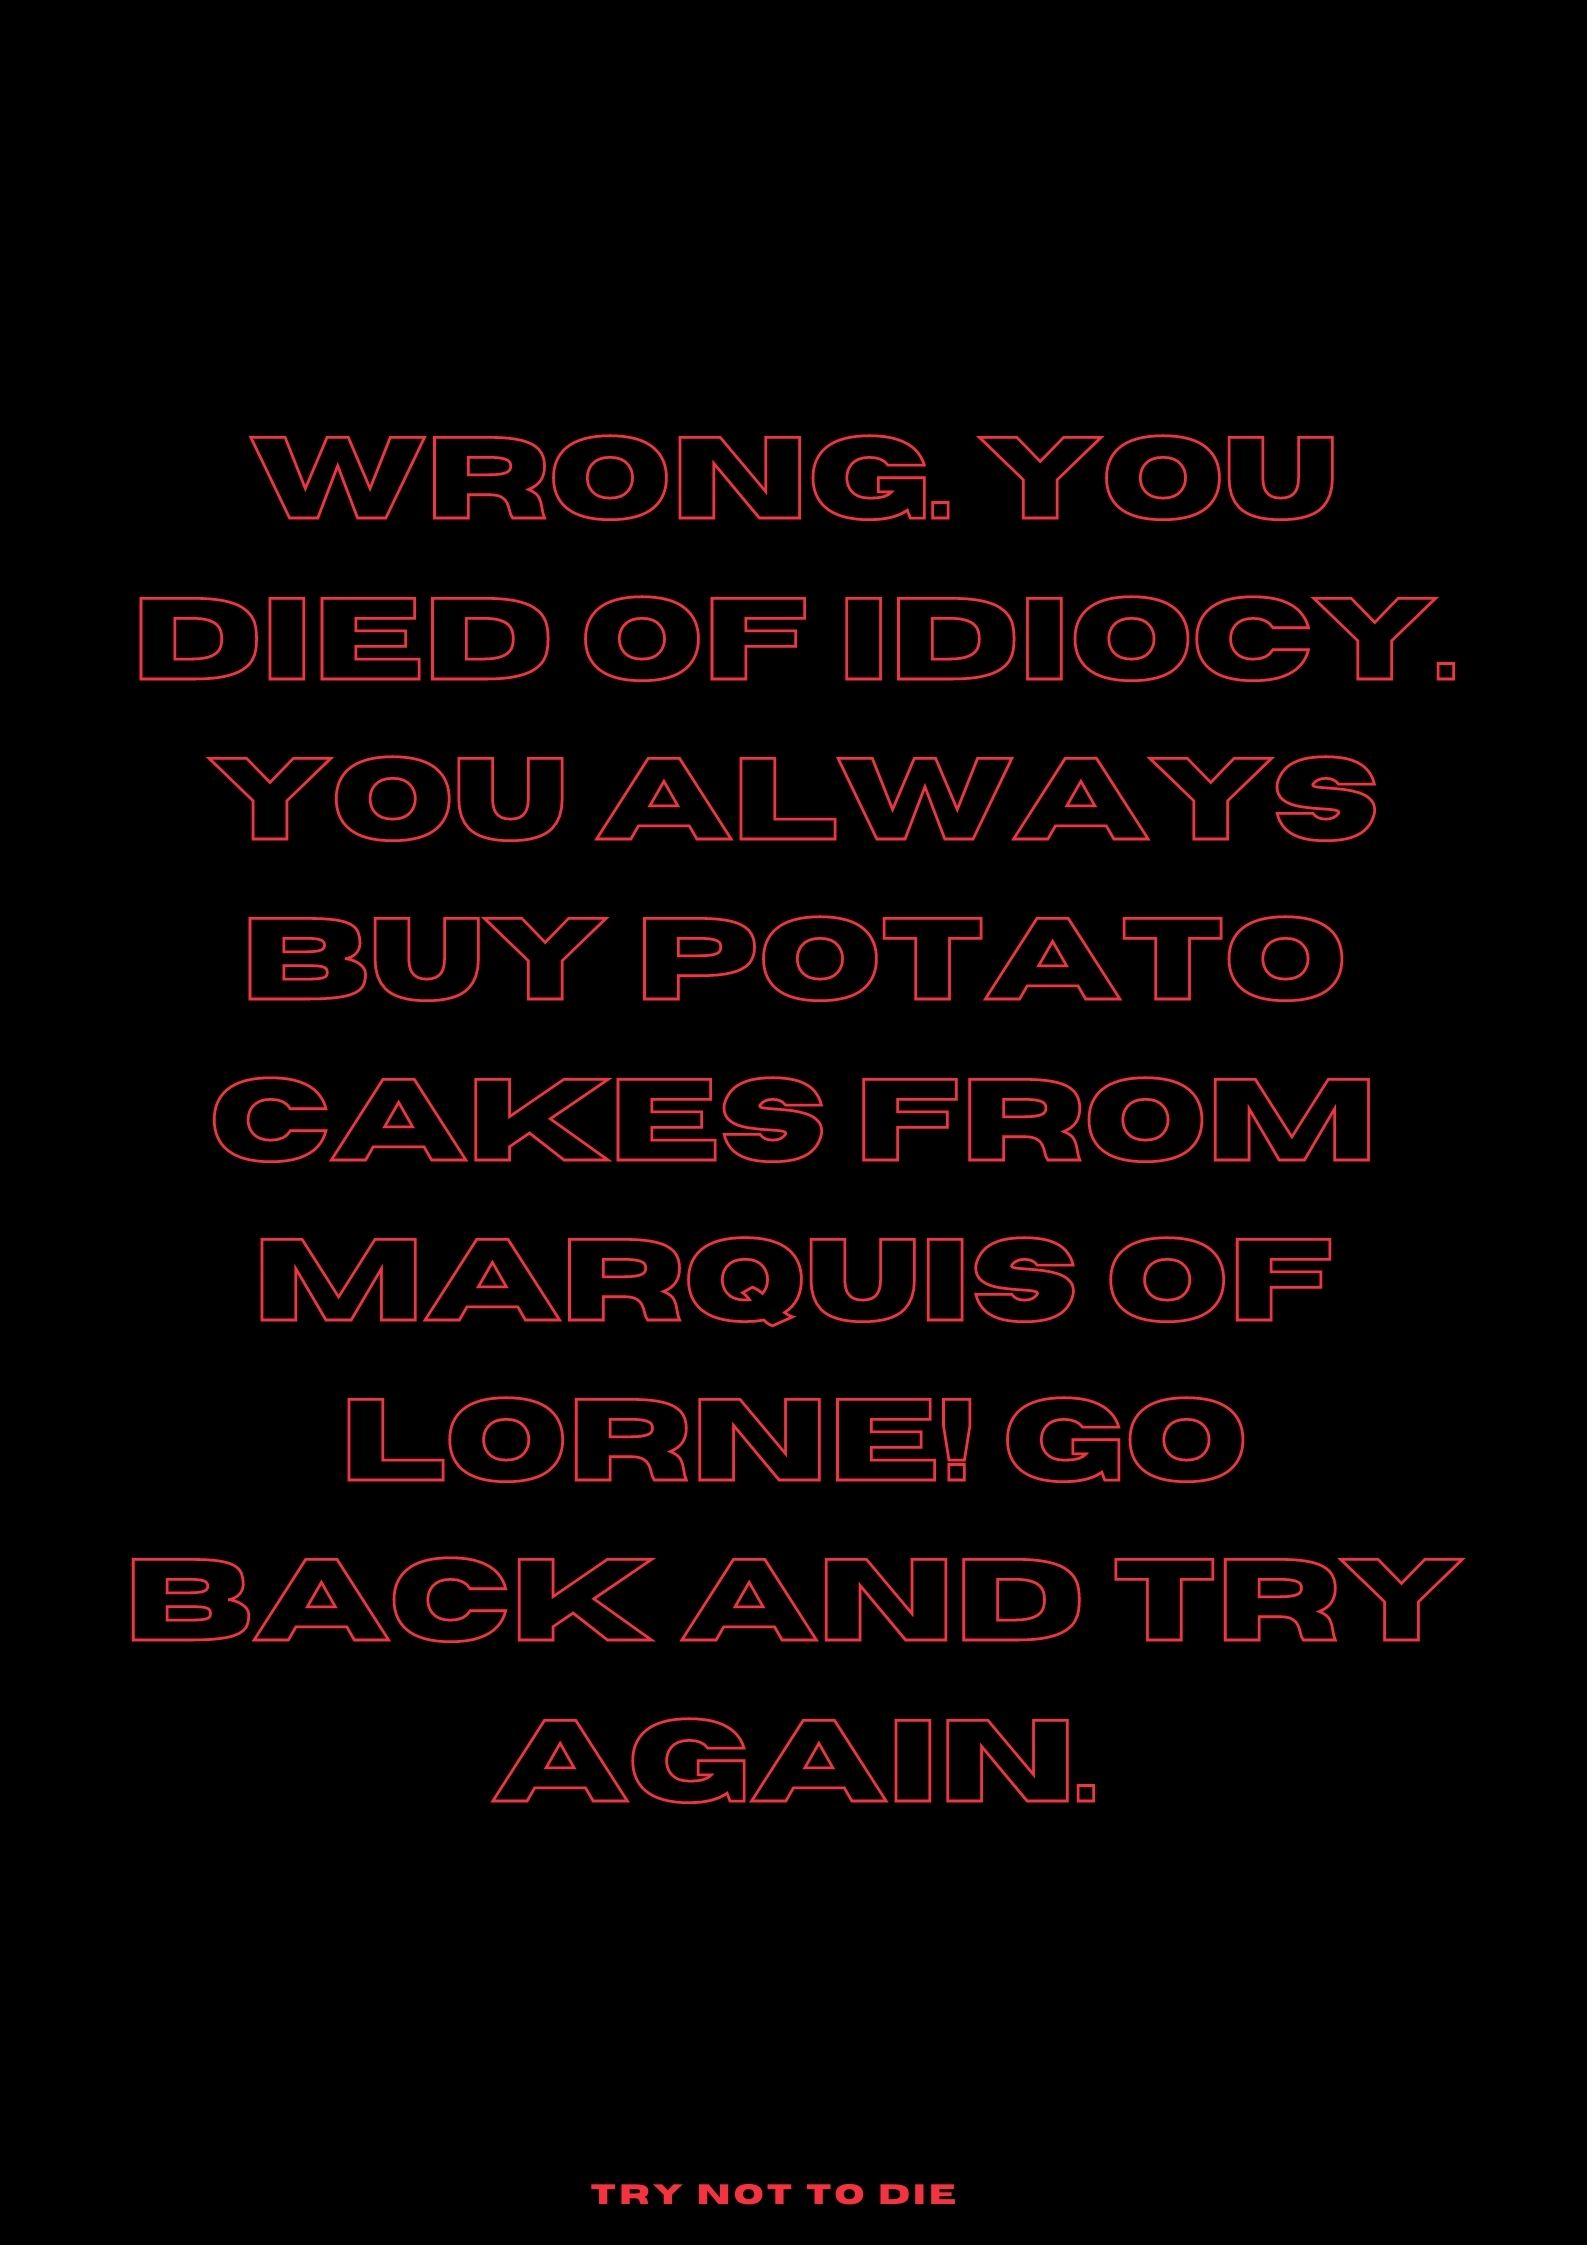 WRONG. YOU
DIED OF IDIOCY.
YOU ALWAYS
BUY POTATO
CAKES FROM
MARQUIS OF
LORNE! GO
BACK AND TRY
AGAIN.
TRY NOT TO DIE